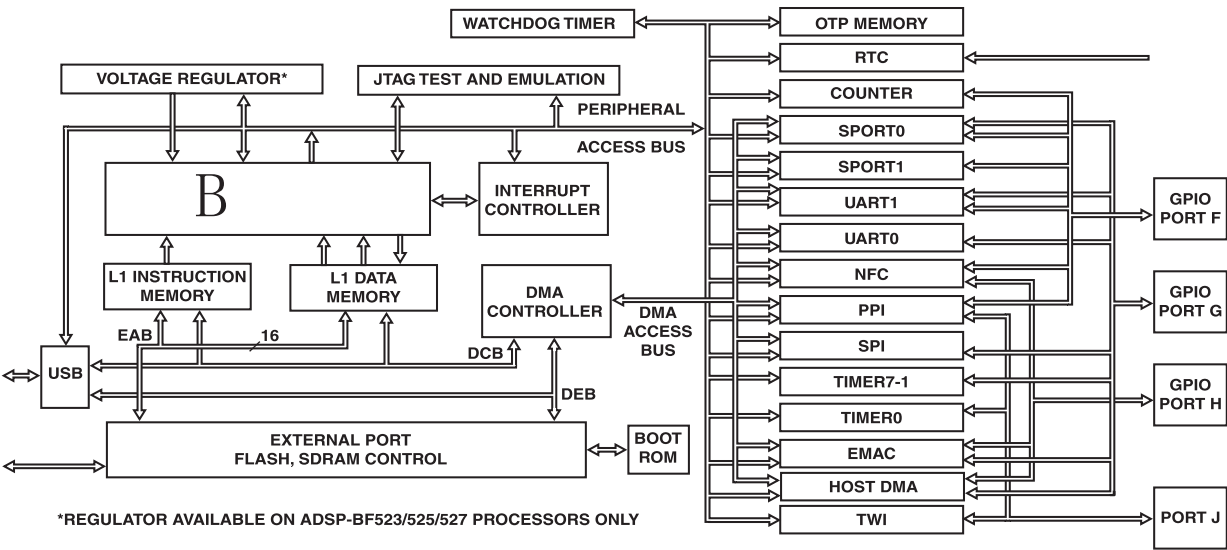 WATCHDOG TIMER
OTP MEMORY
RTC
VOLTAGE REGULATOR*
JTAG TEST AND EMULATION
PERIPHERAL
ACCESS BUS
COUNTER
SPORT0
SPORT1
UART1
UART0
NFC
PPI
SPI
TIMER7-1
TIMER0
EMAC
HOST DMA
TWI
B
INTERRUPT
CONTROLLER
L1 INSTRUCTION
MEMORY
L1 DATA
MEMORY
DMA
CONTROLLER
DMA
ACCESS
BUS
EAB
16
DCB
USB
DEB
EXTERNAL PORT
FLASH, SDRAM CONTROL
BOOT
ROM
GPIO
PORT F
GPIO
PORT G
GPIO
PORT H
PORT J
*REGULATOR AVAILABLE ON ADSP-BF523/525/527 PROCESSORS ONLY